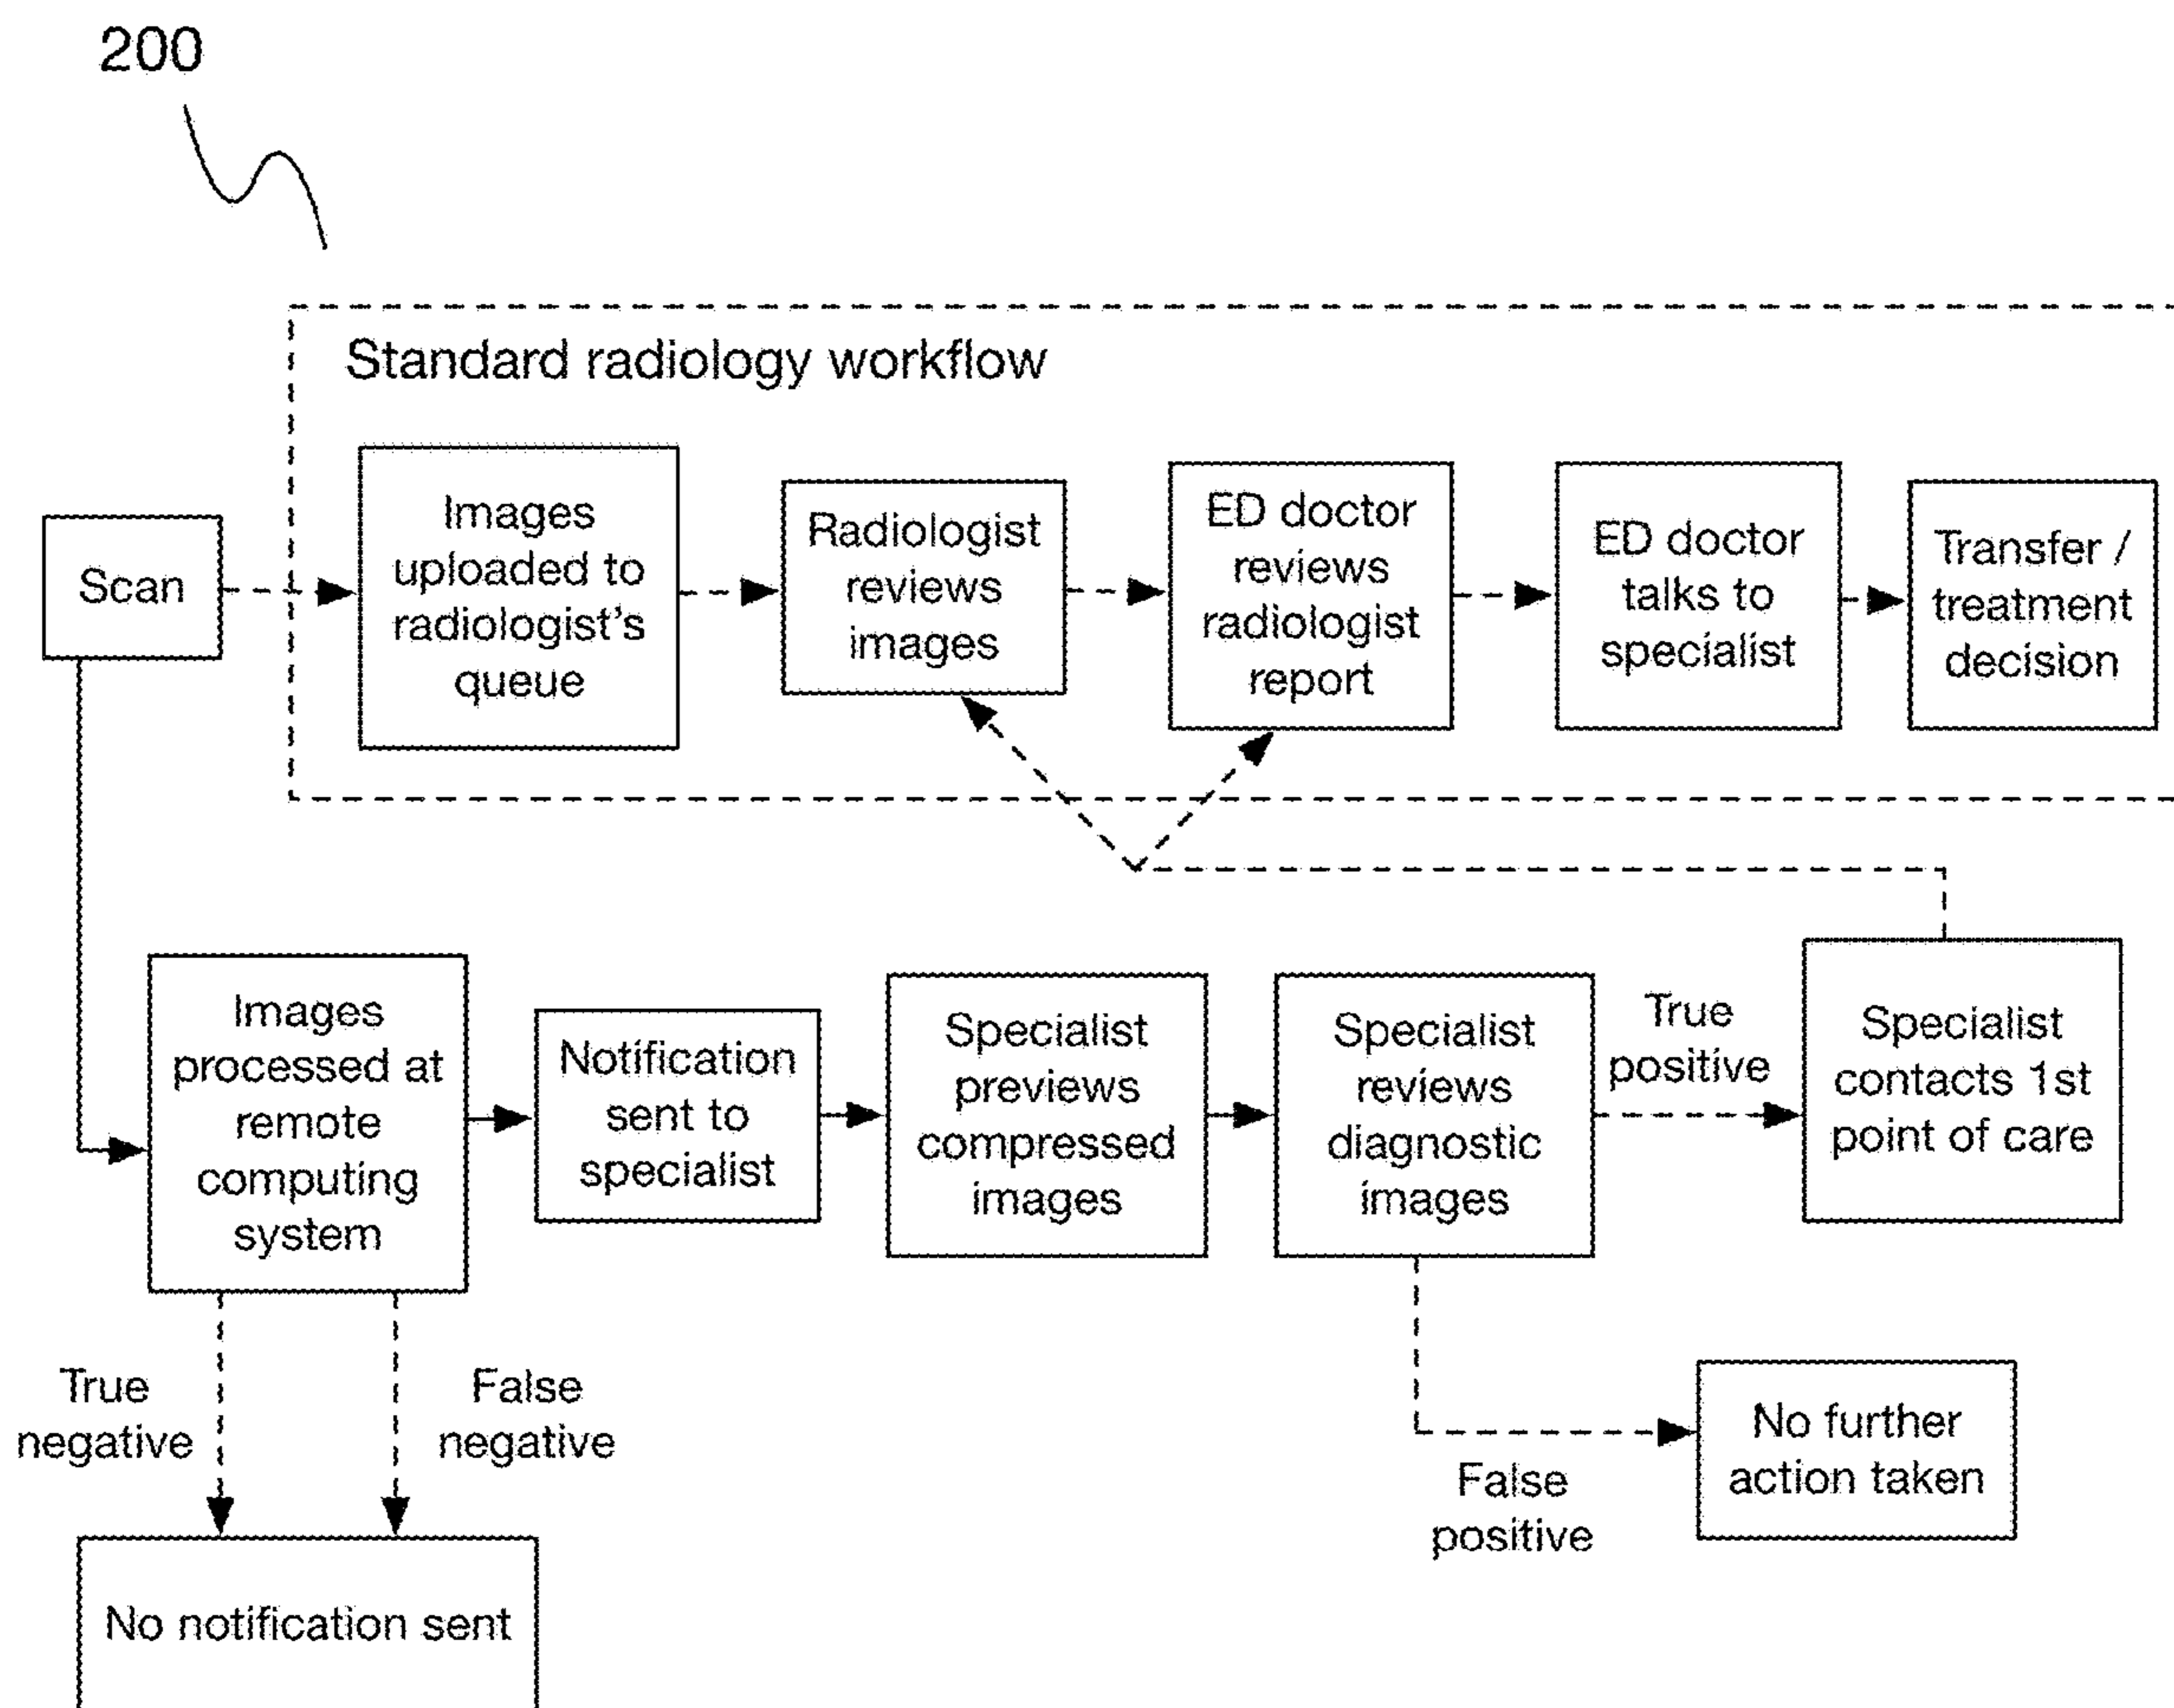 200
Standard radiology workflow
Scan
Images
uploaded to
radiologist's
queue
Radiologist
reviews
images
ED doctor
reviews
radiologist
report
ED doctor
talks to
specialist
Transfer /
treatment
decision
Images
processed at
remote
computing
system
Notification
sent to
specialist
Specialist
previews
compressed
images
Specialist
reviews
diagnostic
images
True
positive
Specialist
contacts 1st
point of care
True
negative
False
negative
False
positive
No further
action taken
No notification sent